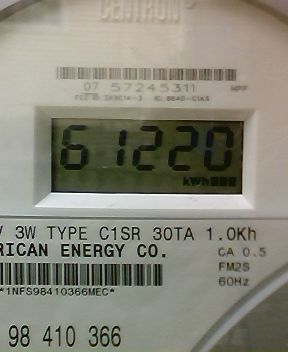 CENTRON
07 57245311
61220
kWh
V 3W TYPE C1SR 30TA 1.0Kh
RICAN ENERGY CO.
CA 0.5
FM2S
60Hz
*1NFS98410366MEC*
98 410 366